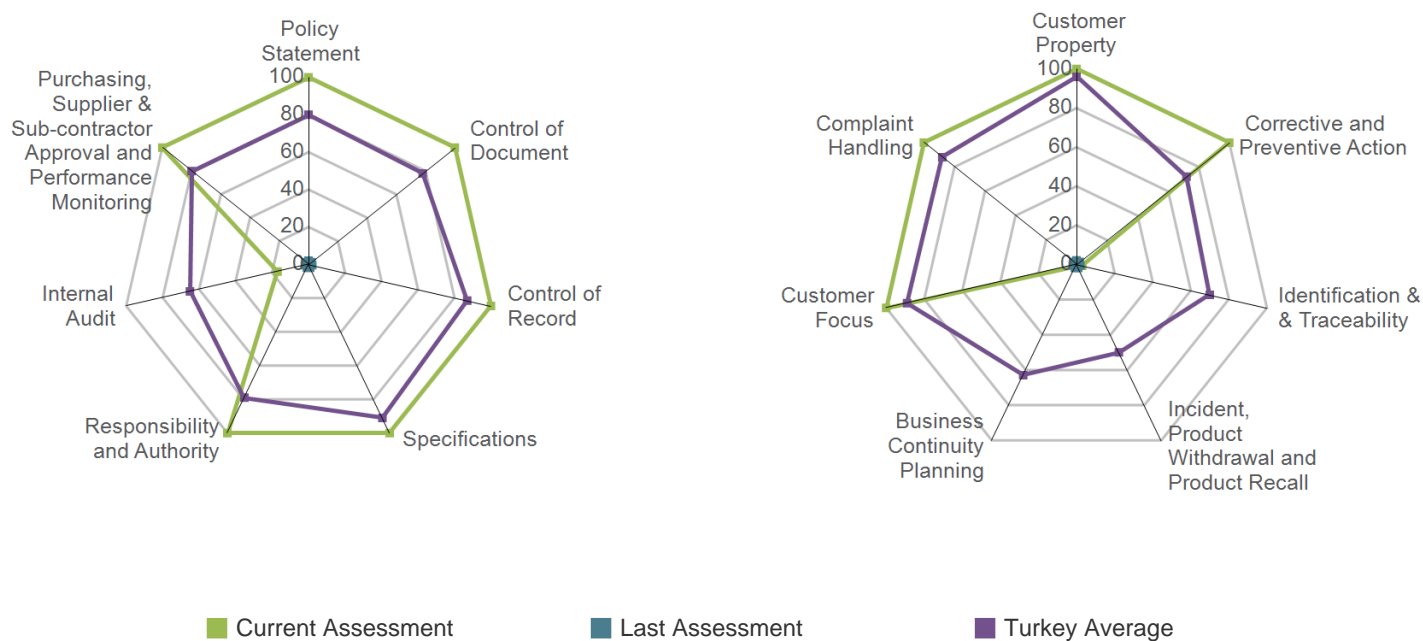 Policy
Statement
Purchasing,
Supplier &
Sub-contractor
Approval and
Performance
Monitoring
Control of
Document
Internal
Audit
Control of
Record
Responsibility
and Authority
Specifications
100
80
60
40
20
0
Customer
Property
Complaint
Handling
Corrective and
Preventive Action
Customer
Focus
Identification &
& Traceability
Business
Continuity
Planning
Incident,
Product
Withdrawal and
Product Recall
100
80
60
40
20
0
Current Assessment
Last Assessment
Turkey Average